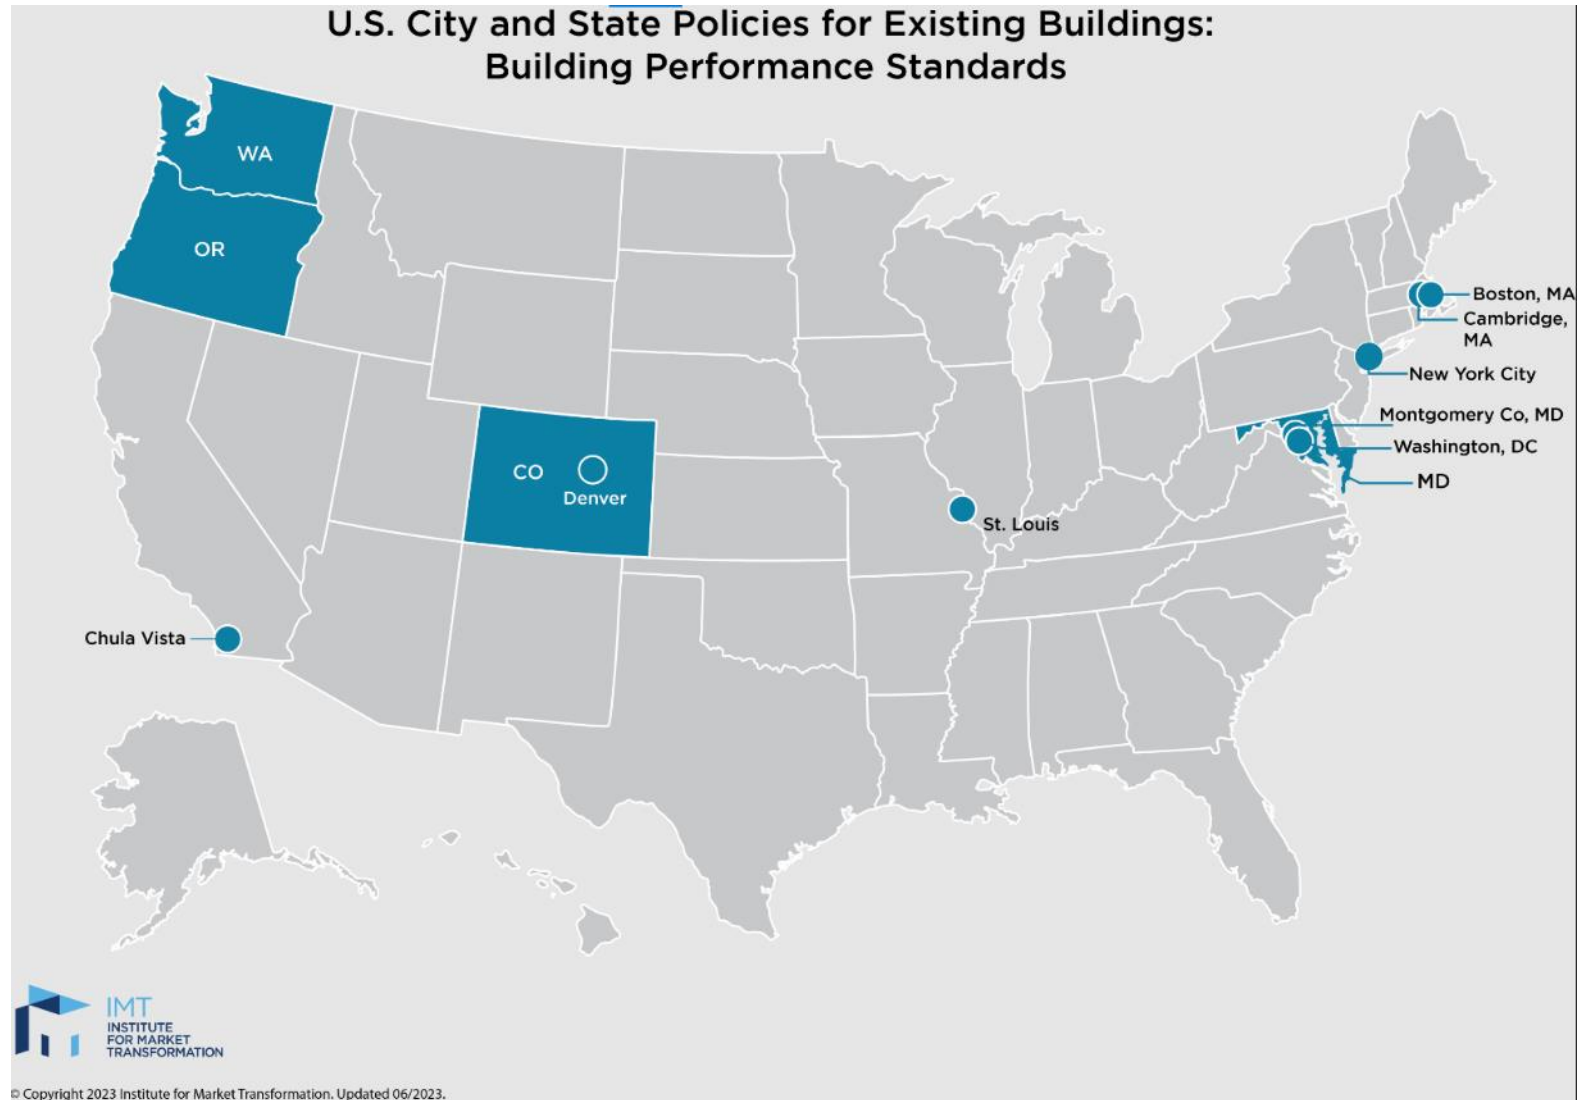 U.S. City and State Policies for Existing Buildings:
Building Performance Standards
WA
OR
CO
Denver
Chula Vista
St. Louis
Boston, MA
Cambridge,
MA
New York City
Montgomery Co, MD
Washington, DC
MD
IMT
INSTITUTE
FOR MARKET
TRANSFORMATION
© Copyright 2023 Institute for Market Transformation. Updated 06/2023.